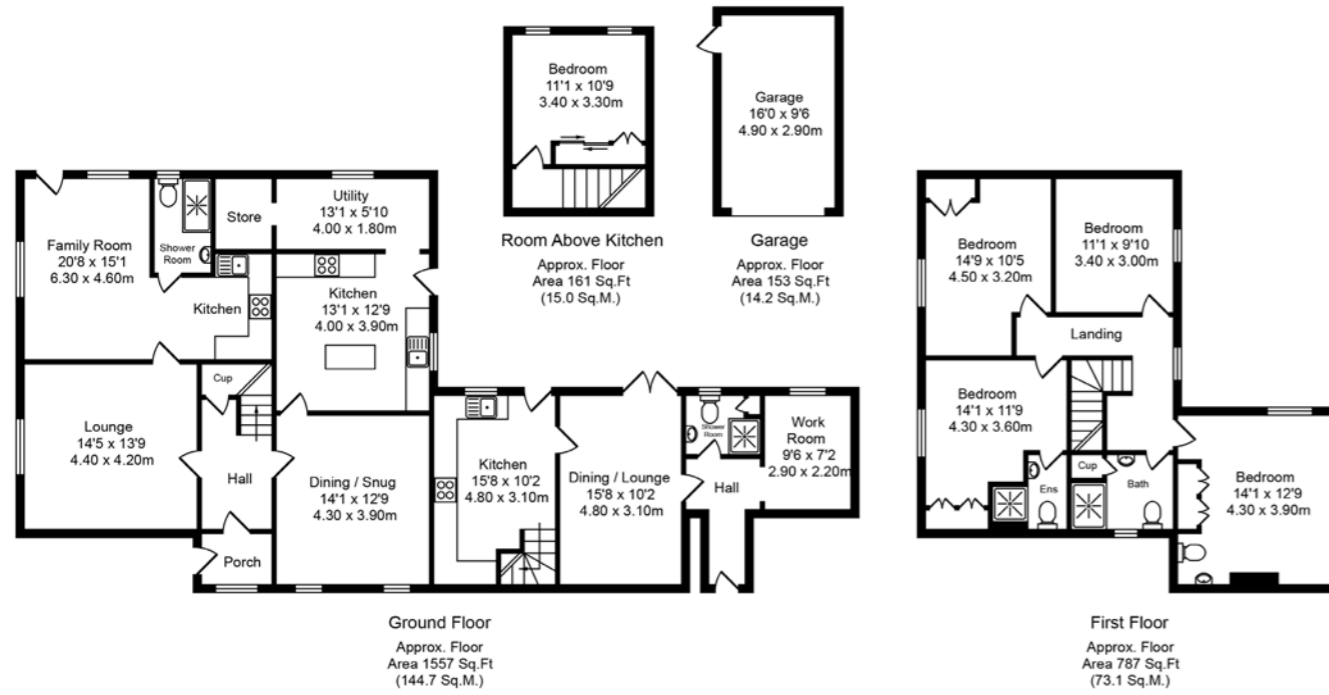 Bedroom
11'1 x 10'9
3.40 x 3.30m
Room Above Kitchen
Approx. Floor
Area 161 Sq.Ft
(15.0 Sq.M.)
Garage
16'0 x 9'6
4.90 x 2.90m
Garage
Approx. Floor
Area 153 Sq.Ft
(14.2 Sq.M.)
Family Room
20'8 x 15'1
6.30 x 4.60m
Shower
Room
Store
Utility
13'1 x 5'10
4.00 x 1.80m
Kitchen
Kitchen
13'1 x 12'9
4.00 x 3.90m
Lounge
14'5 x 13'9
4.40 x 4.20m
Cup
Hall
Porch
Dining / Snug
14'1 x 12'9
4.30 x 3.90m
Kitchen
15'8 x 10'2
4.80 x 3.10m
Dining / Lounge
15'8 x 10'2
4.80 x 3.10m
Shower
Room
Hall
Work
Room
9'6 x 7'2
2.90 x 2.20m
Ground Floor
Approx. Floor
Area 1557 Sq.Ft
(144.7 Sq.M.)
Bedroom
14'9 x 10'5
4.50 x 3.20m
Bedroom
11'1 x 9'10
3.40 x 3.00m
Landing
Bedroom
14'1 x 11'9
4.30 x 3.60m
Ens
Cup
Bath
Bedroom
14'1 x 12'9
4.30 x 3.90m
First Floor
Approx. Floor
Area 787 Sq.Ft
(73.1 Sq.M.)